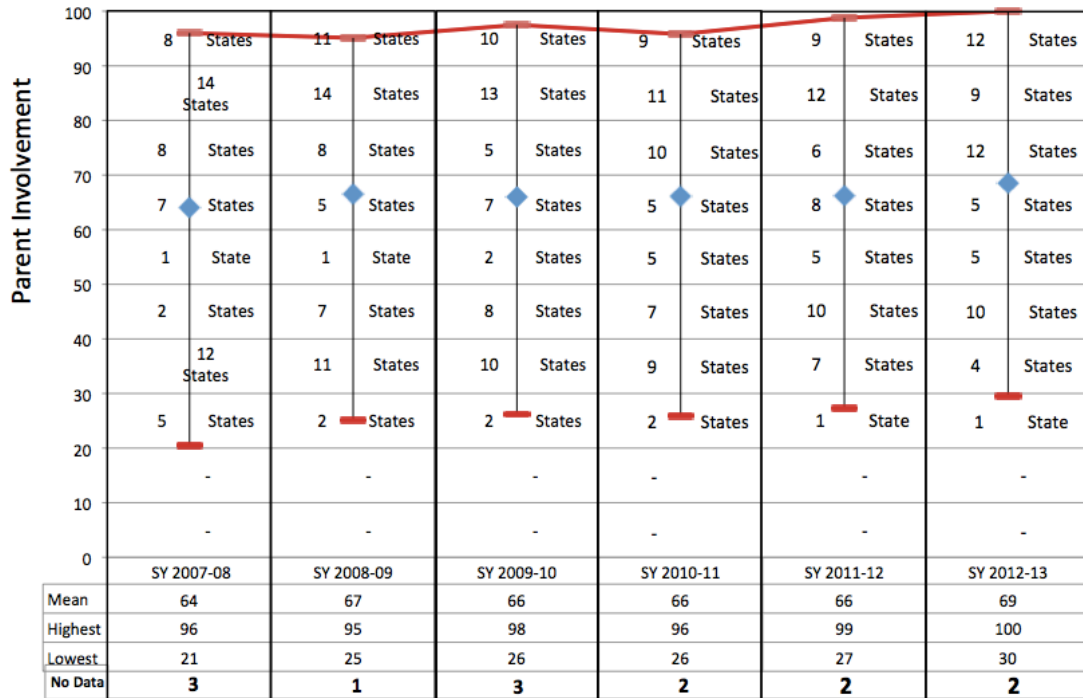 Parent Involvement
100
8 States 11 States 10 States 9 States 9 States 12 States
90
14 States 14 States 13 States 11 States 12 States 9 States
80
8 States 8 States 5 States 10 States 6 States 12 States
70
7 States 5 States 7 States 5 States 8 States 5 States
60
1 State 1 State 2 States 5 States 5 States 5 States
50
2 States 7 States 8 States 7 States 10 States 10 States
40
12 States 11 States 10 States 9 States 7 States 4 States
30
5 States 2 States 2 States 2 States 1 State 1 State
20
- - - - - -
10
- - - - - -
0
SY 2007-08 SY 2008-09 SY 2009-10 SY 2010-11 SY 2011-12 SY 2012-13
Mean 64 67 66 66 66 69
Highest 96 95 98 96 99 100
Lowest 21 25 26 26 27 30
No Data 3 1 3 2 2 2